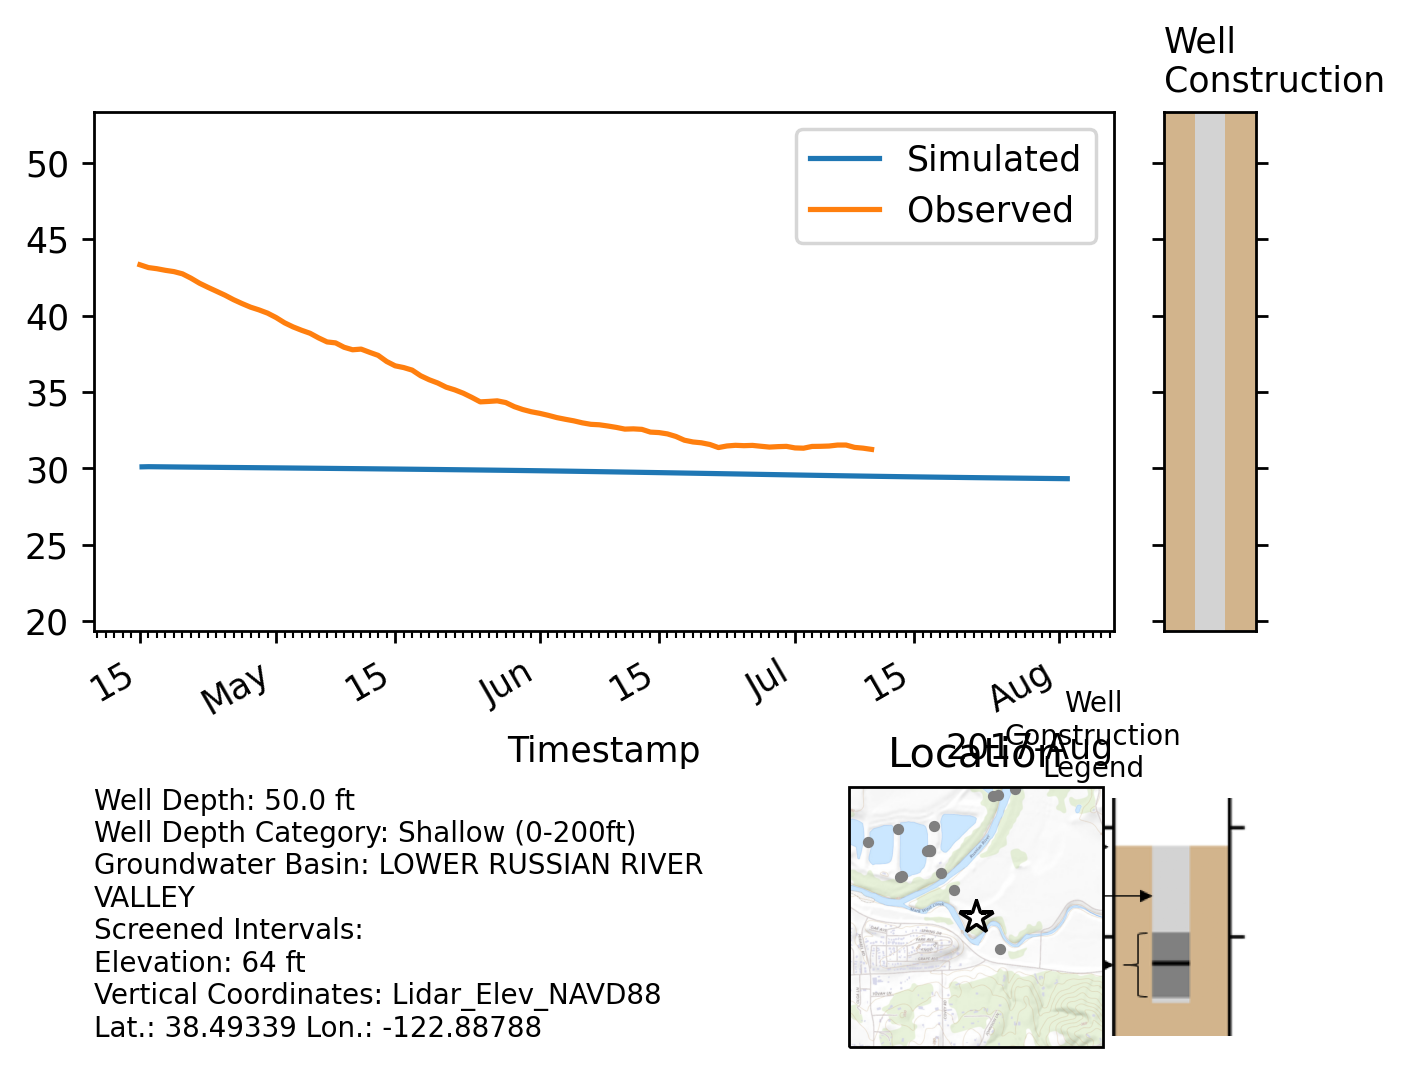 Well
Construction
Simulated
Observed
50
45
40
35
30
25
20
15
May
15
Jun
15
Jul
15
Aug
Timestamp
2017-Aug
Location
Well
Construction
Legend
Well Depth: 50.0 ft
Well Depth Category: Shallow (0-200ft)
Groundwater Basin: LOWER RUSSIAN RIVER
VALLEY
Screened Intervals:
Elevation: 64 ft
Vertical Coordinates: Lidar_Elev_NAVD88
Lat.: 38.49339 Lon.: -122.88788